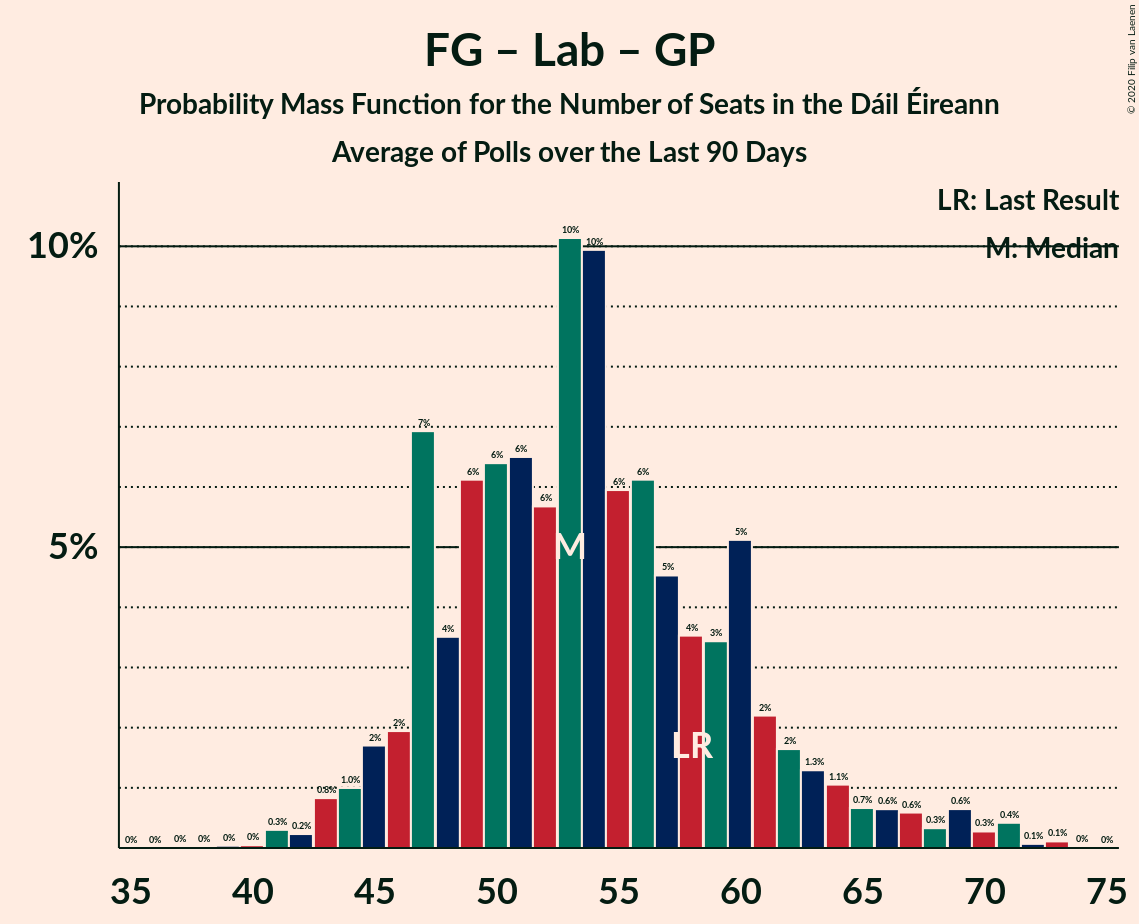 FG – Lab – GP
Probability Mass Function for the Number of Seats in the Dáil Éireann
Average of Polls over the Last 90 Days
© 2020 Filip van Laenen
LR: Last Result
M: Median
10%
5%
0% 0% 0% 0% 0% 0% 0.3% 0.2% 0.8% 1.0% 2% 2% 7% 4% 6% 6% 6% 6% 10% 10% 6% 6% 5% 4% 3% 5% 2% 2% 1.3% 1.1% 0.7% 0.6% 0.6% 0.3% 0.6% 0.3% 0.4% 0.1% 0.1% 0% 0%
M
LR
35 40 45 50 55 60 65 70 75